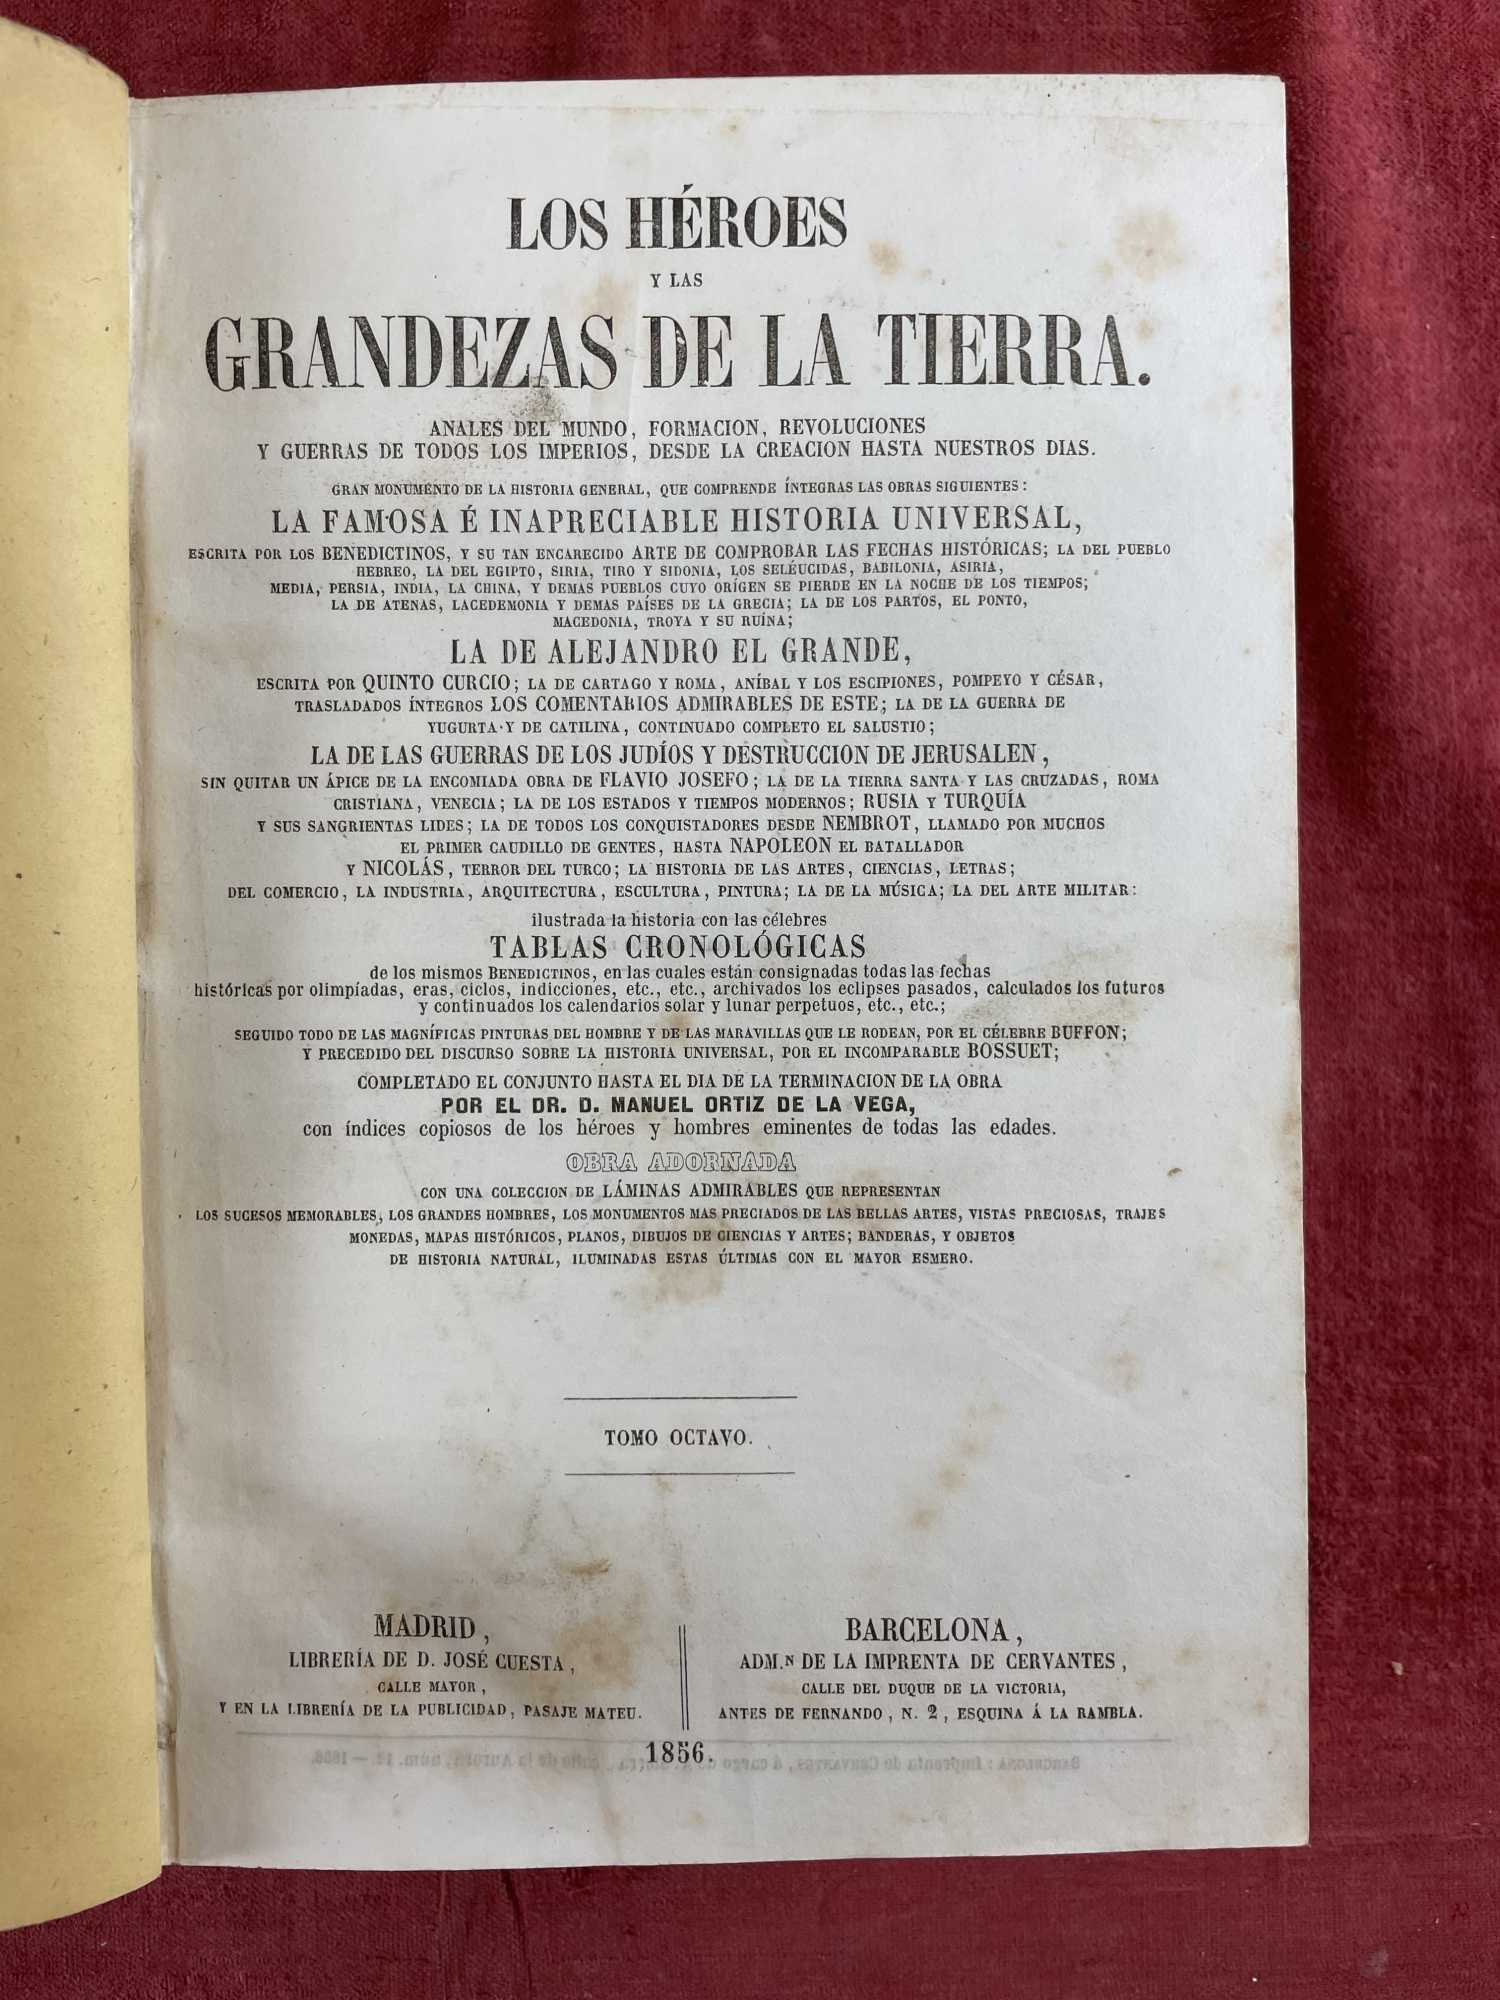 LOS HÉROES
Y LAS
GRANDEZAS DE LA TIERRA.
ANALES DEL MUNDO, FORMACION, REVOLUCIONES
Y GUERRAS DE TODOS LOS IMPERIOS, DESDE LA CREACION HASTA NUESTROS DIAS.
GRAN MONUMENTO DE LA HISTORIA GENERAL, QUE COMPRENDE ÍNTEGRAS LAS OBRAS SIGUIENTES:
LA FAMOSA É INAPRECIABLE HISTORIA UNIVERSAL,
ESCRITA POR LOS BENEDICTINOS, Y SU TAN ENCARECIDO ARTE DE COMPROBAR LAS FECHAS HISTÓRICAS; LA DEL PUEBLO
HEBREO, LA DEL EGIPTO, SIRIA, TIRO Y SIDONIA, LOS SELÉUCIDAS, BABILONIA, ASIRIA,
MEDIA, PERSIA, INDIA, LA CHINA, Y DEMAS PUEBLOS CUYO ORÍGEN SE PIERDE EN LA NOCHE DE LOS TIEMPOS;
LA DE ATENAS, LACEDEMONIA Y DEMAS PAÍSES DE LA GRECIA; LA DE LOS PARTOS, EL PONTO,
MACEDONIA, TROYA Y SU RUÍNA;
LA DE ALEJANDRO EL GRANDE,
ESCRITA POR QUINTO CURCIO; LA DE CARTAGO Y ROMA, ANÍBAL Y LOS ESCIPIONES, POMPEYO Y CÉSAR,
TRASLADADOS ÍNTEGROS LOS COMENTARIOS ADMIRABLES DE ESTE; LA DE LA GUERRA DE
YUGURTA Y DE CATILINA, CONTINUADO COMPLETO EL SALUSTIO;
LA DE LAS GUERRAS DE LOS JUDÍOS Y DESTRUCCION DE JERUSALEN,
SIN QUITAR UN ÁPICE DE LA ENCOMIADA OBRA DE FLAVIO JOSEFO; LA DE LA TIERRA SANTA Y LAS CRUZADAS, ROMA
CRISTIANA, VENECIA; LA DE LOS ESTADOS Y TIEMPOS MODERNOS; RUSIA Y TURQUÍA
Y SUS SANGRIENTAS LIDES; LA DE TODOS LOS CONQUISTADORES DESDE NEMBROT, LLAMADO POR MUCHOS
EL PRIMER CAUDILLO DE GENTES, HASTA NAPOLEON EL BATALLADOR
Y NICOLÁS, TERROR DEL TURCO; LA HISTORIA DE LAS ARTES, CIENCIAS, LETRAS;
DEL COMERCIO, LA INDUSTRIA, ARQUITECTURA, ESCULTURA, PINTURA; LA DE LA MÚSICA; LA DEL ARTE MILITAR:
ilustrada la historia con las célebres
TABLAS CRONOLÓGICAS
de los mismos BENEDICTINOS, en las cuales están consignadas todas las fechas
históricas por olimpíadas, eras, ciclos, indicciones, etc., etc., archivados los eclipses pasados, calculados los futuros
y continuados los calendarios solar y lunar perpetuos, etc., etc.;
SEGUIDO TODO DE LAS MAGNÍFICAS PINTURAS DEL HOMBRE Y DE LAS MARAVILLAS QUE LE RODEAN, POR EL CÉLEBRE BUFFON;
Y PRECEDIDO DEL DISCURSO SOBRE LA HISTORIA UNIVERSAL, POR EL INCOMPARABLE BOSSUET;
COMPLETADO EL CONJUNTO HASTA EL DIA DE LA TERMINACION DE LA OBRA
POR EL DR. D. MANUEL ORTIZ DE LA VEGA,
con índices copiosos de los héroes y hombres eminentes de todas las edades.
OBRA ADORNADA
CON UNA COLECCION DE LÁMINAS ADMIRABLES QUE REPRESENTAN
LOS SUCESOS MEMORABLES, LOS GRANDES HOMBRES, LOS MONUMENTOS MAS PRECIADOS DE LAS BELLAS ARTES, VISTAS PRECIOSAS, TRAJES
MONEDAS, MAPAS HISTÓRICOS, PLANOS, DIBUJOS DE CIENCIAS Y ARTES; BANDERAS, Y OBJETOS
DE HISTORIA NATURAL, ILUMINADAS ESTAS ÚLTIMAS CON EL MAYOR ESMERO.
TOMO OCTAVO.
MADRID,
LIBRERÍA DE D. JOSÉ CUESTA,
CALLE MAYOR,
Y EN LA LIBRERÍA DE LA PUBLICIDAD, PASAJE MATEU.
BARCELONA,
ADM.N DE LA IMPRENTA DE CERVANTES,
CALLE DEL DUQUE DE LA VICTORIA,
ANTES DE FERNANDO, N. 2, ESQUINA Á LA RAMBLA.
1856.